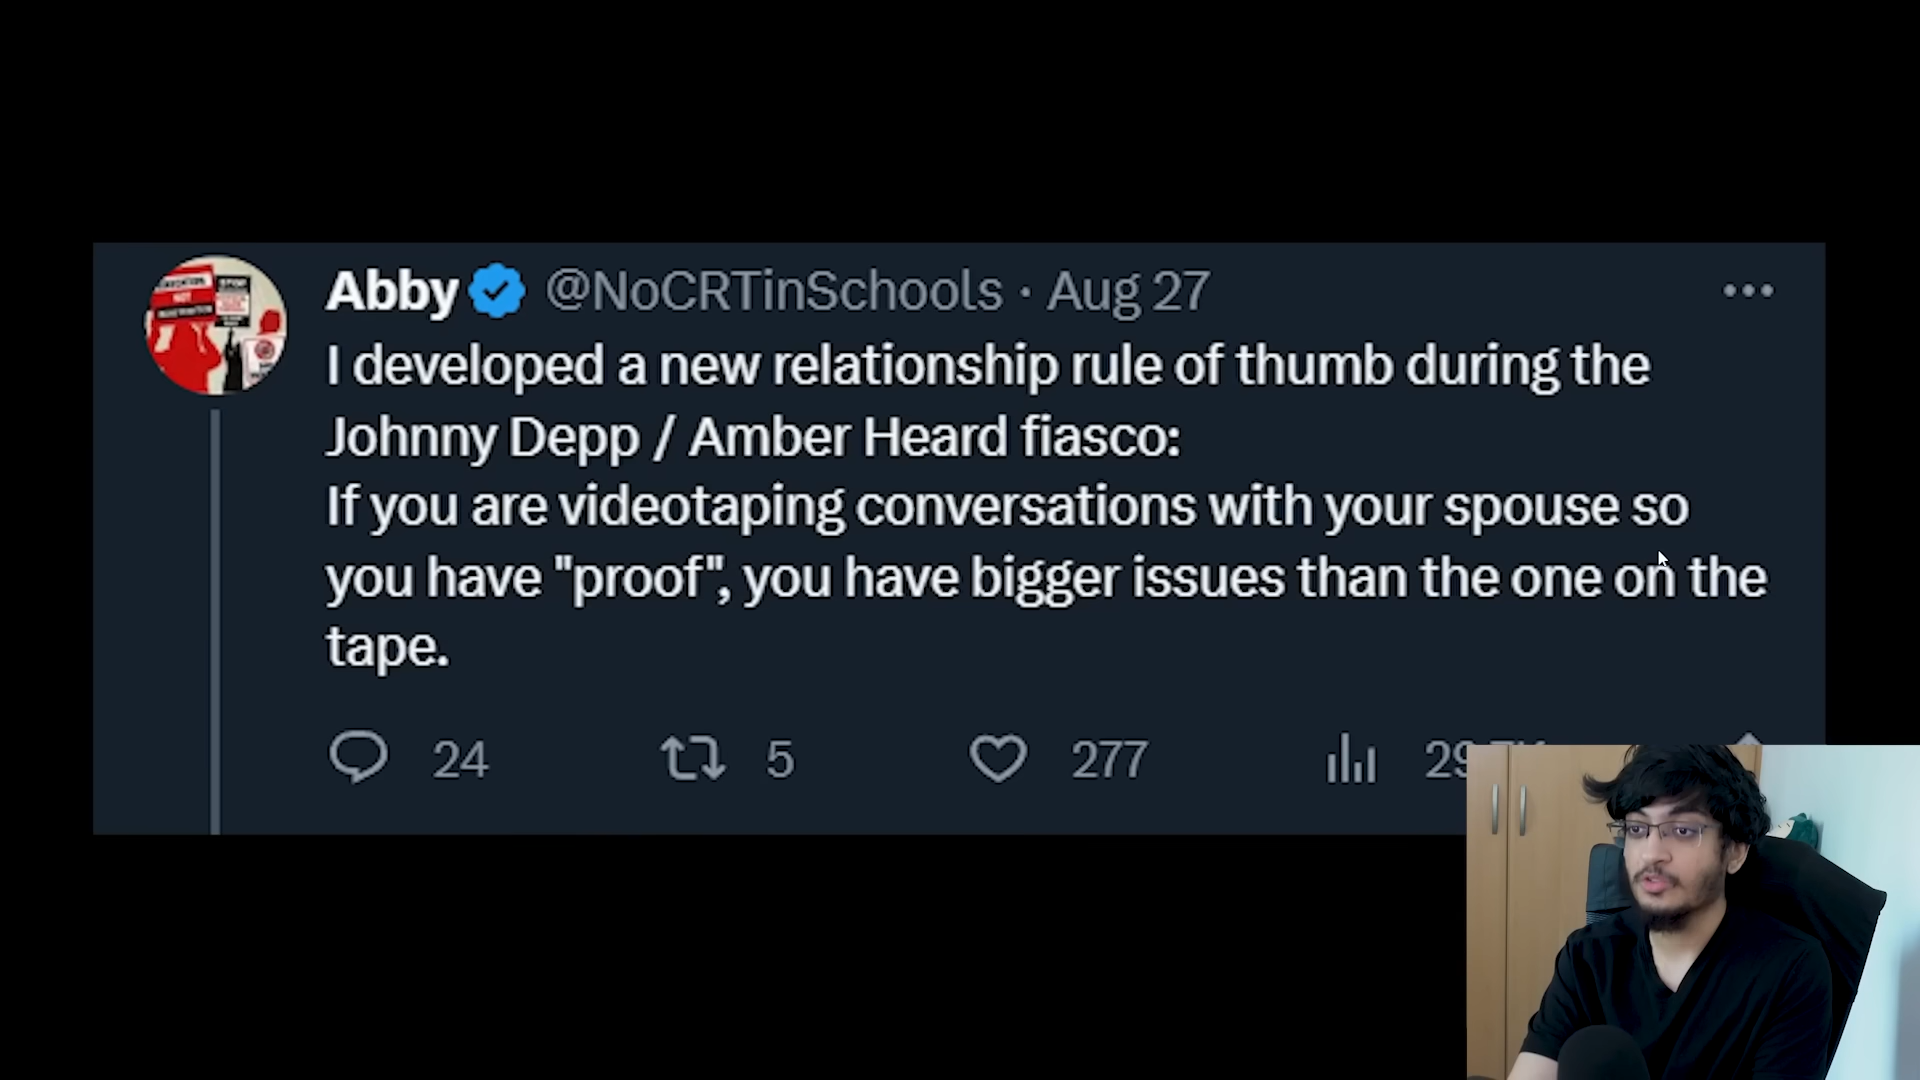 Abby @NoCRTinSchools · Aug 27
I developed a new relationship rule of thumb during the
Johnny Depp / Amber Heard fiasco:
If you are videotaping conversations with your spouse so
you have "proof", you have bigger issues than the one on the
tape.
24 5 277